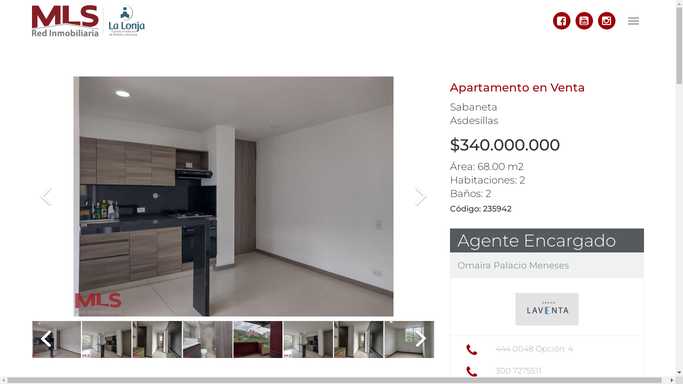 MLS
Red Inmobiliaria
La Lonja
Apartamento en Venta
Sabaneta
Asdesillas
$340.000.000
Área: 68.00 m2
Habitaciones: 2
Baños: 2
Código: 235942
MLS
Agente Encargado
Omaira Palacio Meneses
LAVENTA
444 0048 Opción: 4
300 7275511